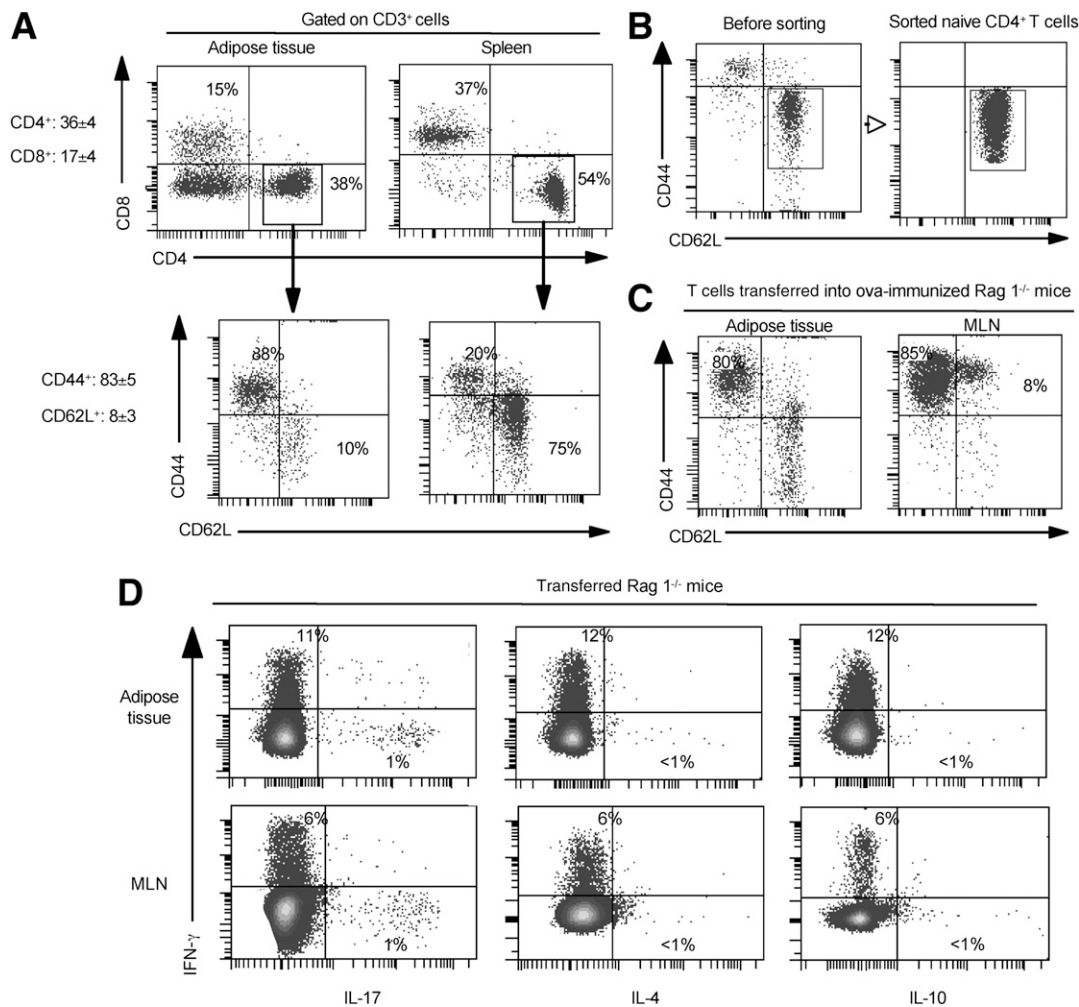 A
Gated on CD3⁺ cells
Adipose tissue
Spleen
15%
37%
CD4⁺: 36±4
CD8⁺: 17±4
38%
54%
CD8
CD4
88%
20%
CD44⁺: 83±5
CD62L⁺: 8±3
10%
75%
CD44
CD62L
B
Before sorting
Sorted naive CD4⁺ T cells
CD44
CD62L
C
T cells transferred into ova-immunized Rag 1⁻/⁻ mice
Adipose tissue
MLN
80%
85%
8%
CD44
CD62L
D
Transferred Rag 1⁻/⁻ mice
11%
12%
12%
Adipose
tissue
1%
<1%
<1%
6%
6%
6%
MLN
1%
<1%
<1%
IFN-γ
IL-17
IL-4
IL-10